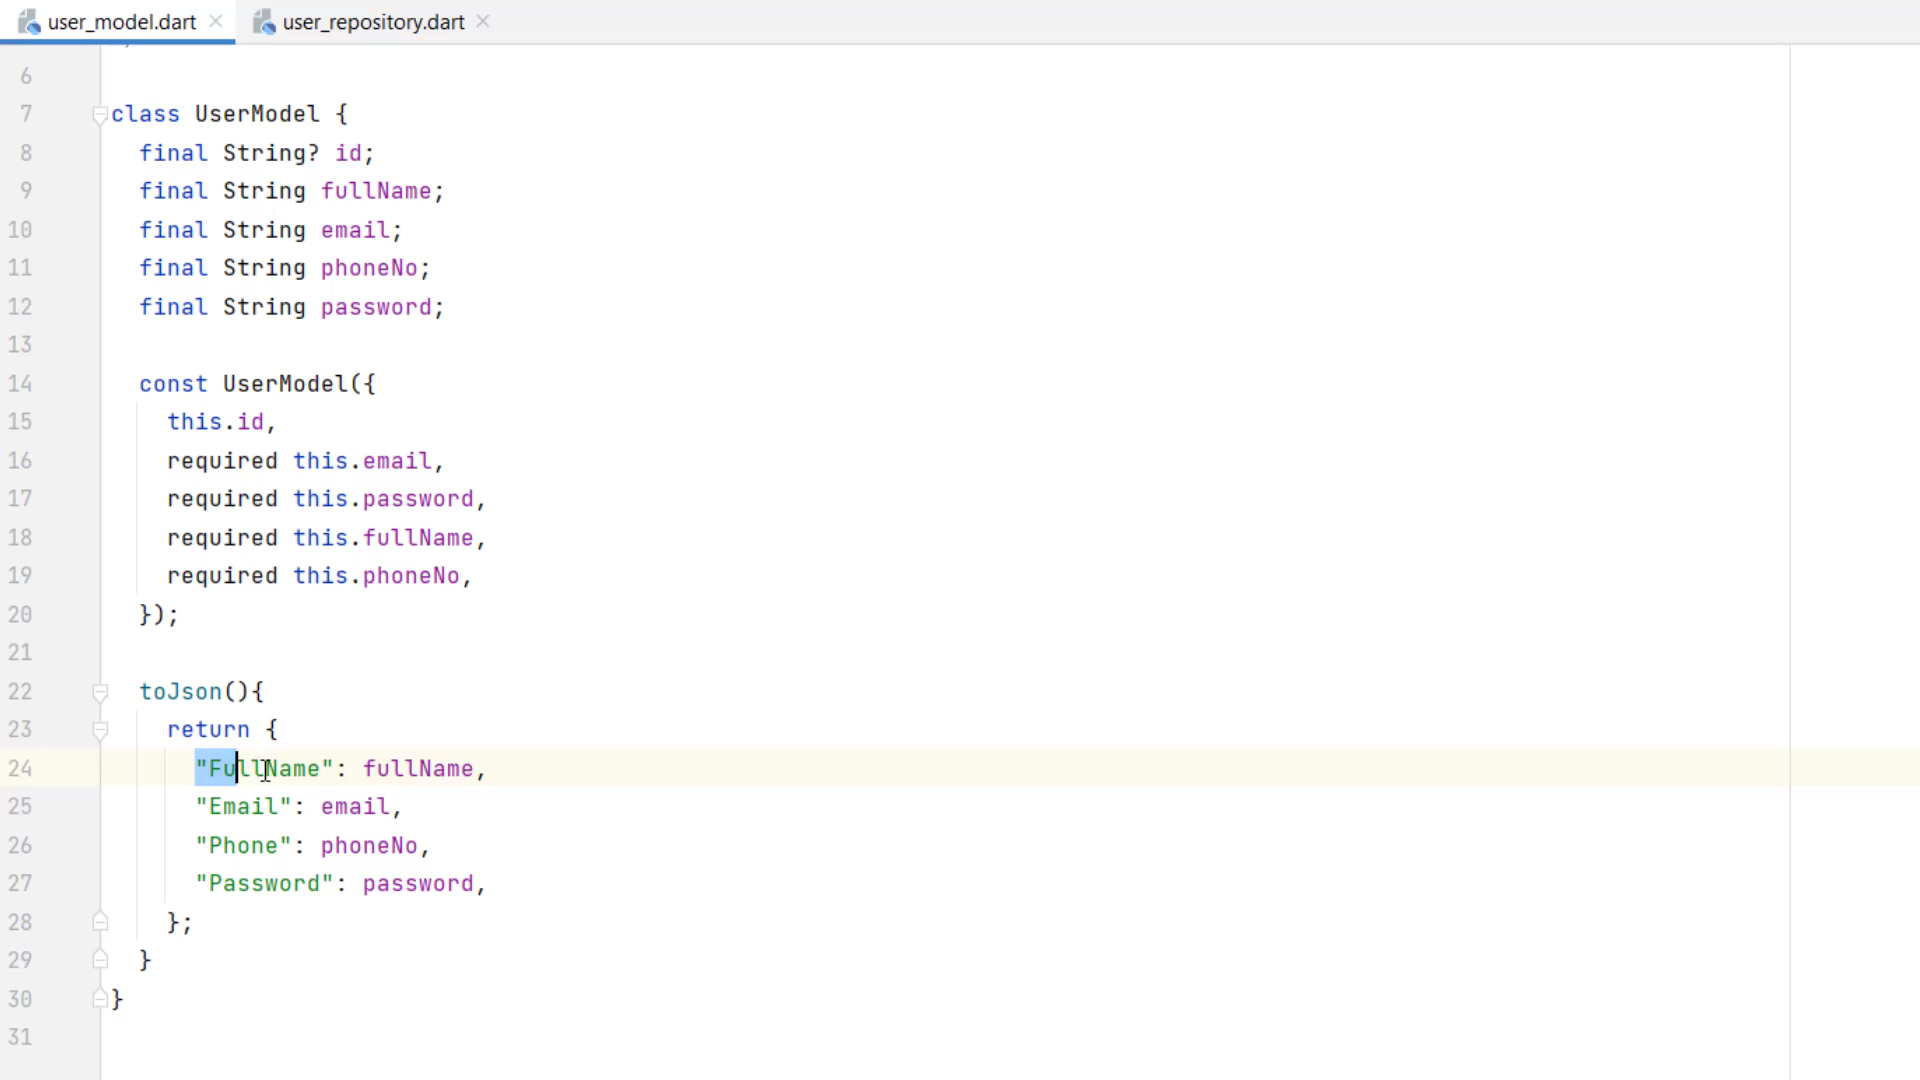 user_model.dart user_repository.dart
6
7 class UserModel {
8 final String? id;
9 final String fullName;
10 final String email;
11 final String phoneNo;
12 final String password;
13
14 const UserModel({
15 this.id,
16 required this.email,
17 required this.password,
18 required this.fullName,
19 required this.phoneNo,
20 });
21
22 toJson(){
23 return {
24 "FullName": fullName,
25 "Email": email,
26 "Phone": phoneNo,
27 "Password": password,
28 };
29 }
30 }
31